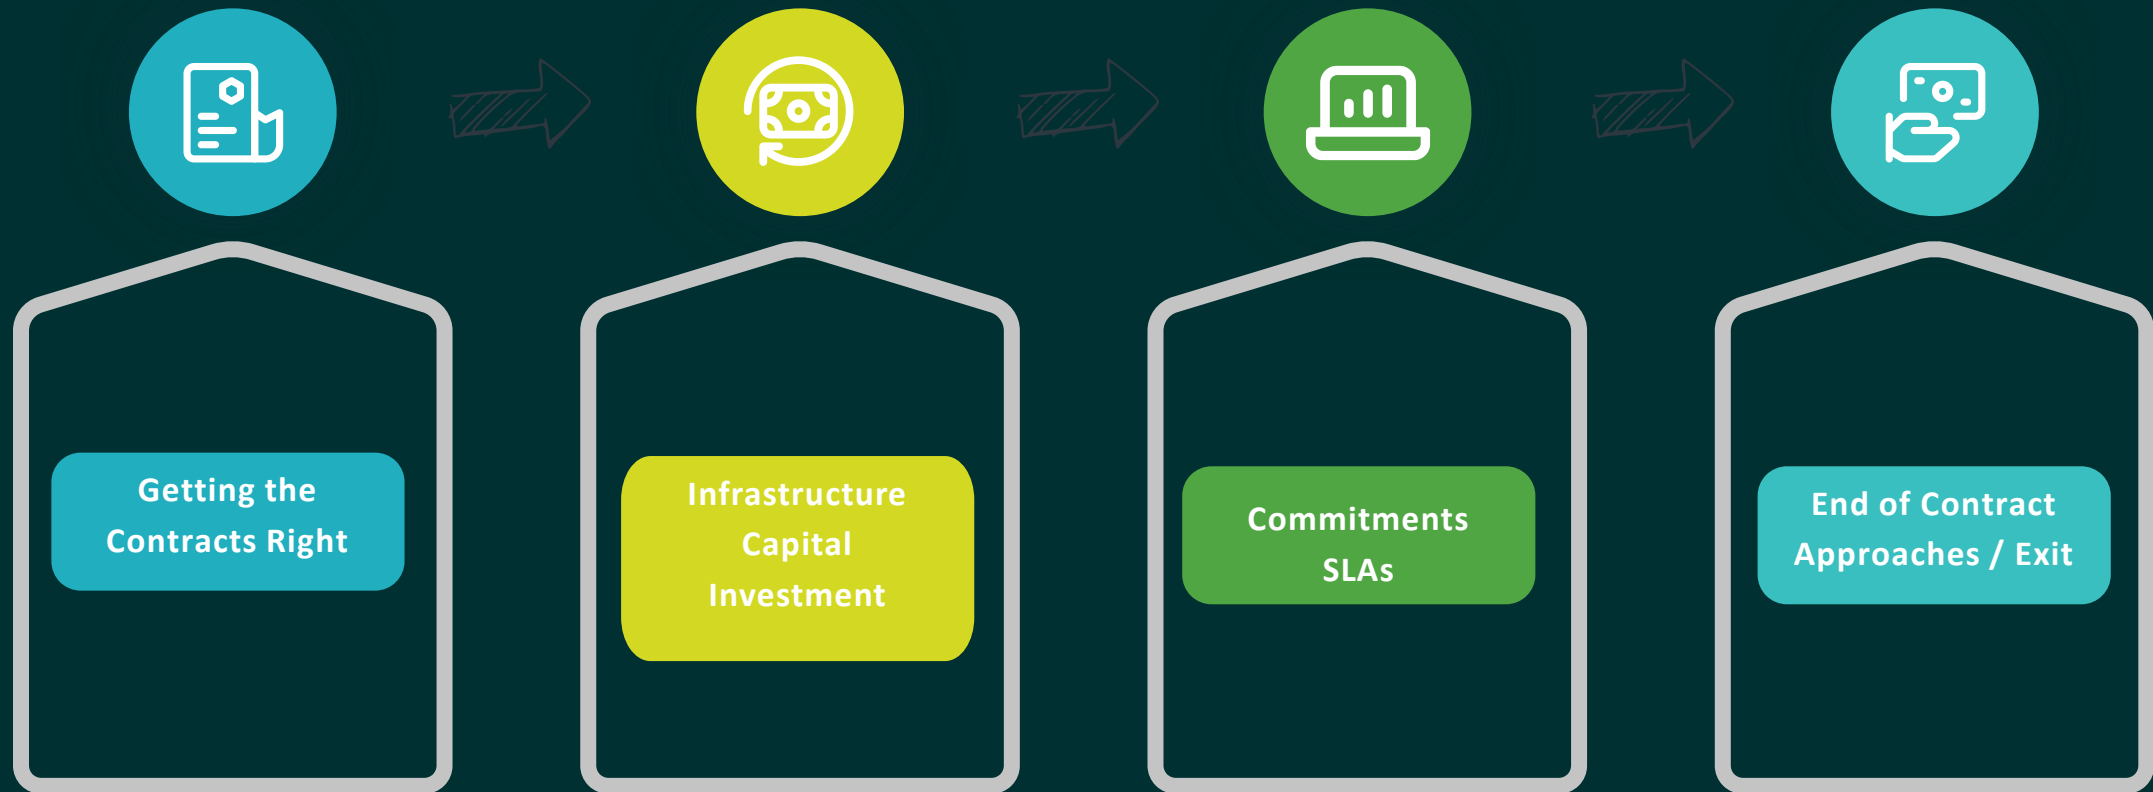 Getting the
Contracts Right
Infrastructure
Capital
Investment
Commitments
SLAs
End of Contract
Approaches / Exit